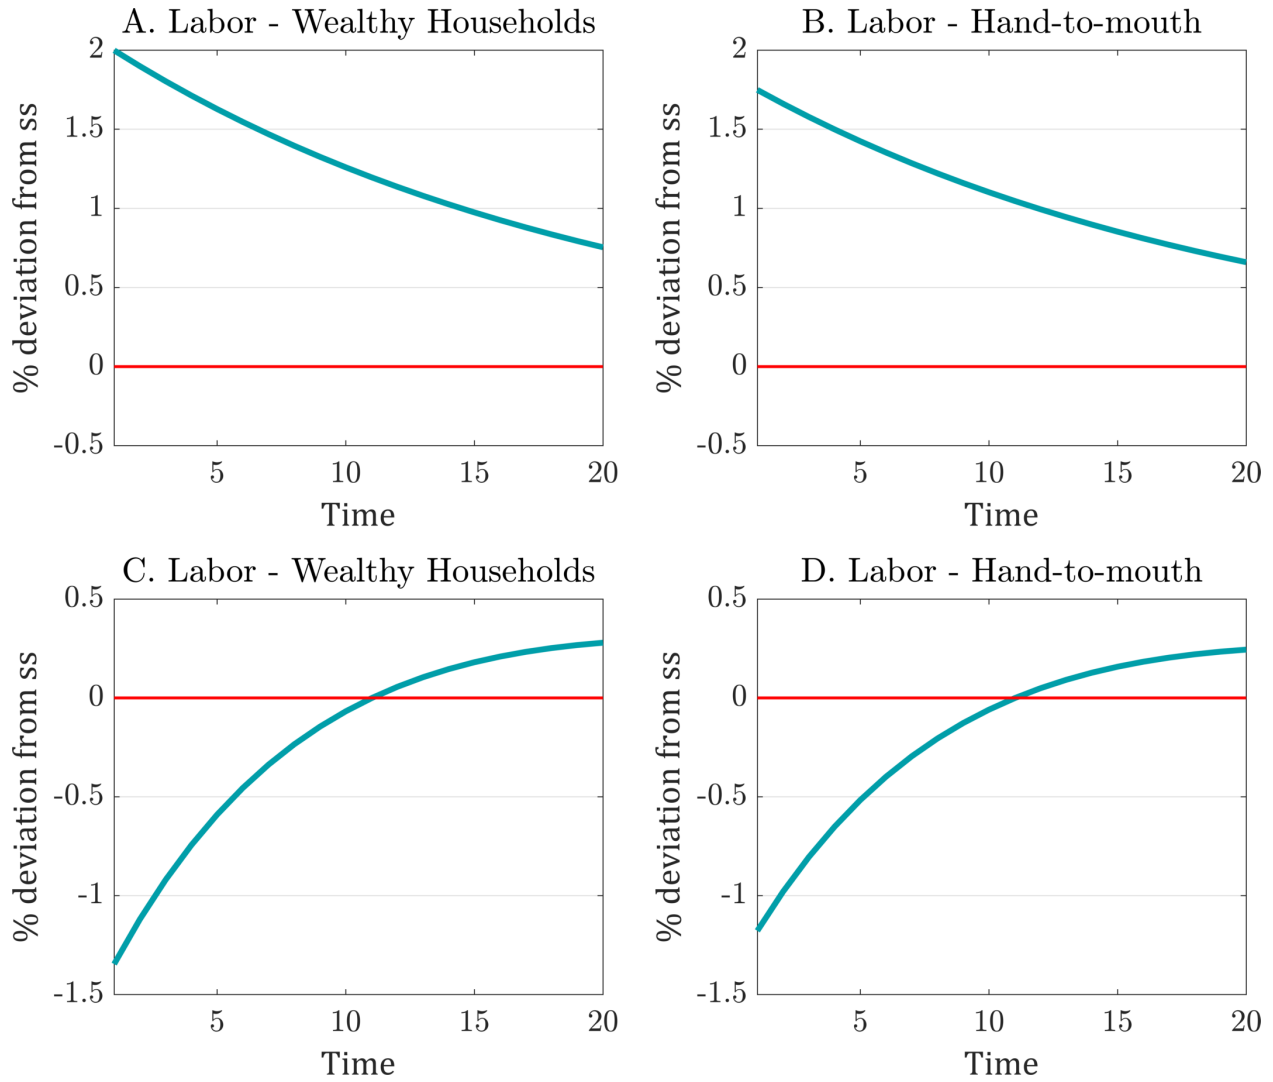 A. Labor - Wealthy Households
% deviation from ss
2
1.5
1
0.5
0
-0.5
5 10 15 20
Time
B. Labor - Hand-to-mouth
% deviation from ss
2
1.5
1
0.5
0
-0.5
5 10 15 20
Time
C. Labor - Wealthy Households
% deviation from ss
0.5
0
-0.5
-1
-1.5
5 10 15 20
Time
D. Labor - Hand-to-mouth
% deviation from ss
0.5
0
-0.5
-1
-1.5
5 10 15 20
Time